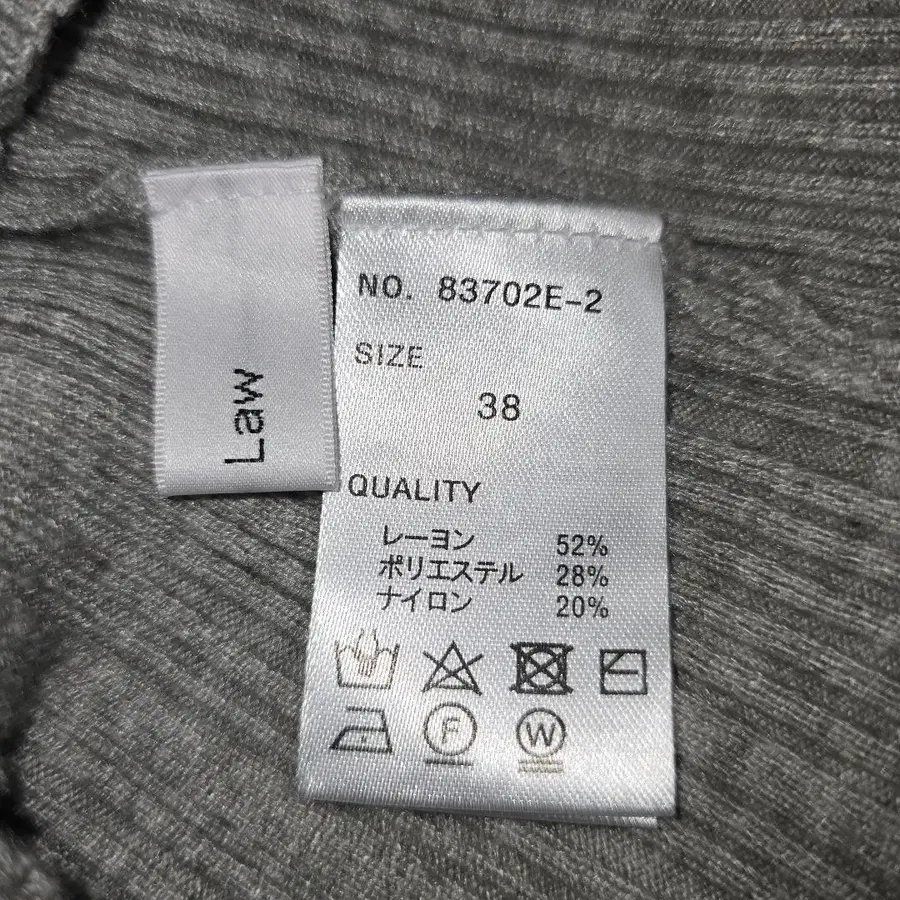 Law
NO. 83702E-2
SIZE
38
QUALITY
レーヨン 52%
ポリエステル 28%
ナイロン 20%
F W